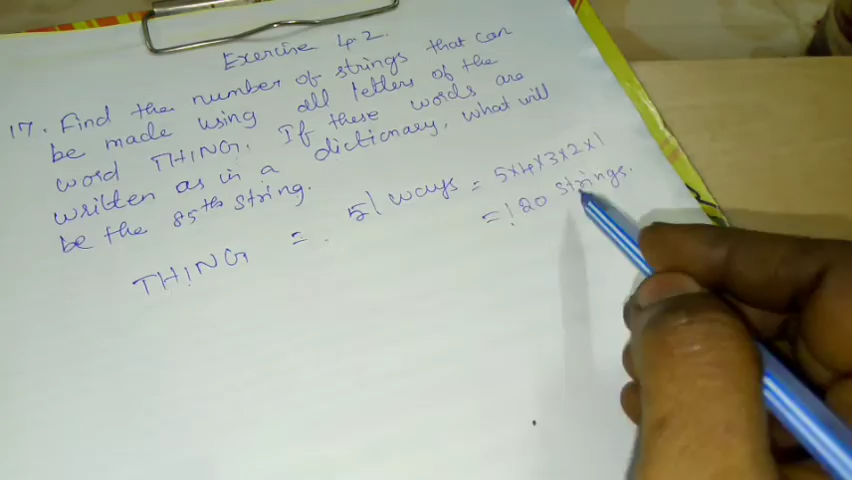 Exercise 4.2.
17. Find the number of strings that can
be made using all letters of the
word THING. If these words are
written as in a dictionary, what will
be the 85th string.
THING = 5! ways = 5×4×3×2×1
= 120 strings.